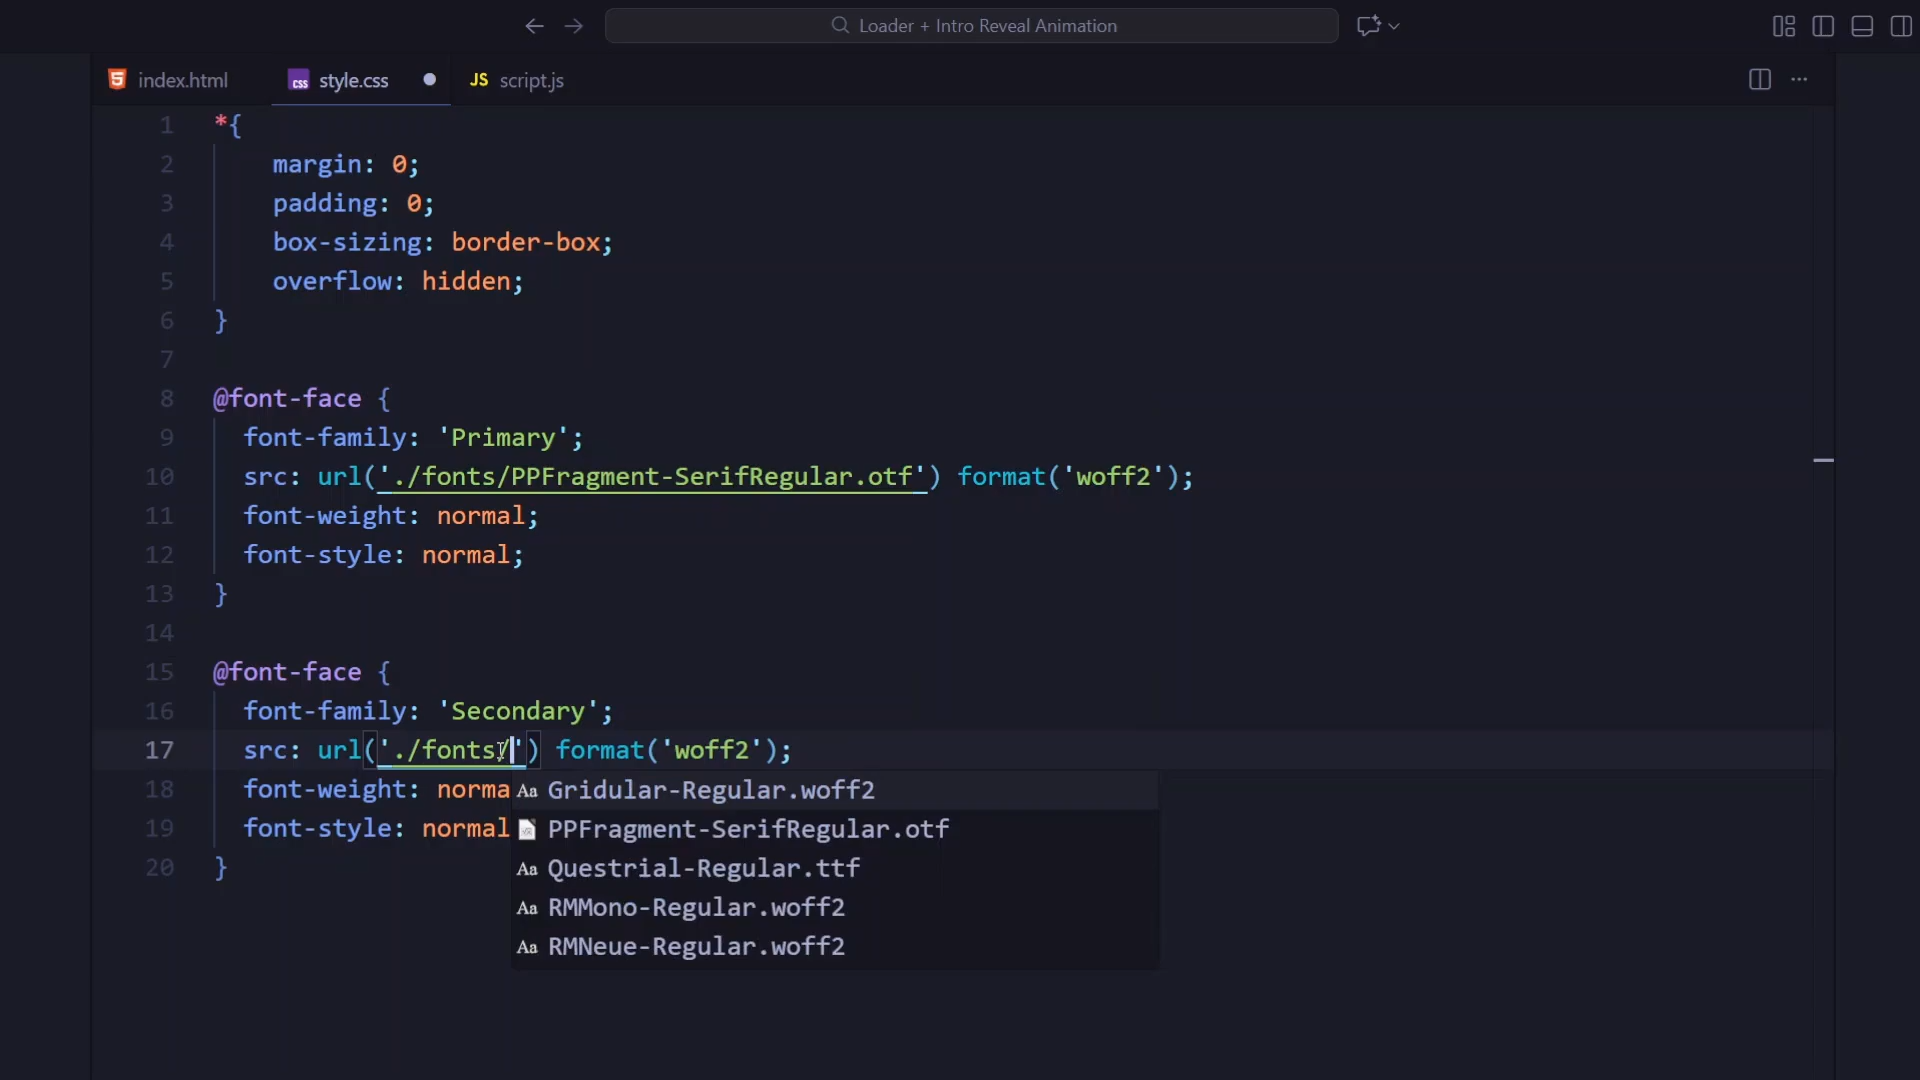 Loader + Intro Reveal Animation
index.html
css style.css
JS script.js
1 *{
2 margin: 0;
3 padding: 0;
4 box-sizing: border-box;
5 overflow: hidden;
6 }
7
8 @font-face {
9 font-family: 'Primary';
10 src: url('./fonts/PPFragment-SerifRegular.otf') format('woff2');
11 font-weight: normal;
12 font-style: normal;
13 }
14
15 @font-face {
16 font-family: 'Secondary';
17 src: url('./fonts/') format('woff2');
18 font-weight: norma
Aa Gridular-Regular.woff2
19 font-style: normal
PPFragment-SerifRegular.otf
20 }
Aa Questrial-Regular.ttf
Aa RMMono-Regular.woff2
Aa RMNeue-Regular.woff2